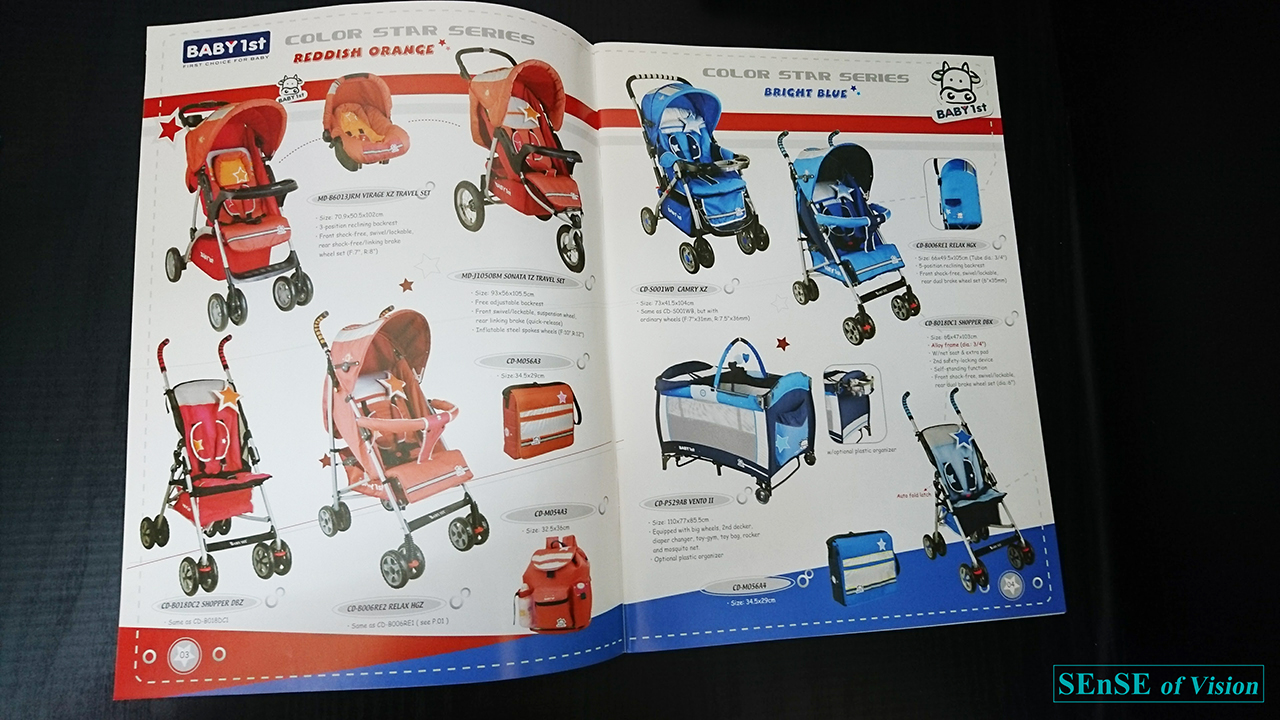 BABY 1st
FIRST CHOICE FOR BABY
COLOR STAR SERIES
REDDISH ORANGE
BABY 1st
MD-B6013JRM VIRAGE XZ TRAVEL SET
- Size: 70.9x50.5x102cm
- 3-position reclining backrest
- Front shock-free, swivel/lockable,
rear shock-free/linking brake
wheel set (F:7", R:8")
MD-J1050BM SONATA TZ TRAVEL SET
- Size: 93x56x105.5cm
- Free adjustable backrest
- Front swivel/lockable, suspension wheel,
rear linking brake (quick-release)
- Inflatable steel spokes wheels (F:10", R:12")
CD-M056A3
- Size: 34.5x29cm
CD-M054A3
- Size: 32.5x36cm
CD-B018DC2 SHOPPER DBZ
- Same as CD-B018DC1
CD-B006RE2 RELAX HGZ
- Same as CD-B006RE1 ( see P.01 )
03
COLOR STAR SERIES
BRIGHT BLUE
BABY 1st
CD-S001WD CAMRY XZ
- Size: 73x41.5x104cm
- Same as CD-S001WB, but with
ordinary wheels (F:7"x31mm, R:7.5"x36mm)
CD-B006RE1 RELAX HGX
- Size: 66x49.5x105cm (Tube dia. 3/4")
- 5-position reclining backrest
- Front shock-free, swivel/lockable,
rear dual brake wheel set (6"x35mm)
CD-B018DC1 SHOPPER DBX
- Alloy frame (dia.: 3/4")
- W/net seat & extra pad
- 2nd safety-locking device
- Self-standing function
- Front shock-free, swivel/lockable,
rear dual brake wheel set (dia.:6")
w/optional plastic organizer
Auto fold latch
CD-P529AB VENTO II
- Size: 110x77x85.5cm
- Equipped with big wheels, 2nd decker,
diaper changer, toy-gym, toy bag, rocker
and mosquito net.
- Optional plastic organizer
CD-M056A4
- Size: 34.5x29cm
SEnSE of Vision